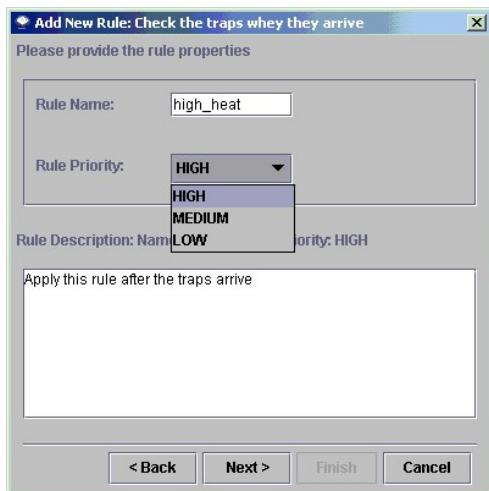 Add New Rule: Check the traps whey they arrive
Please provide the rule properties
Rule Name: high_heat
Rule Priority: HIGH
HIGH
MEDIUM
LOW
Rule Description: Nam iority: HIGH
Apply this rule after the traps arrive
< Back Next > Finish Cancel